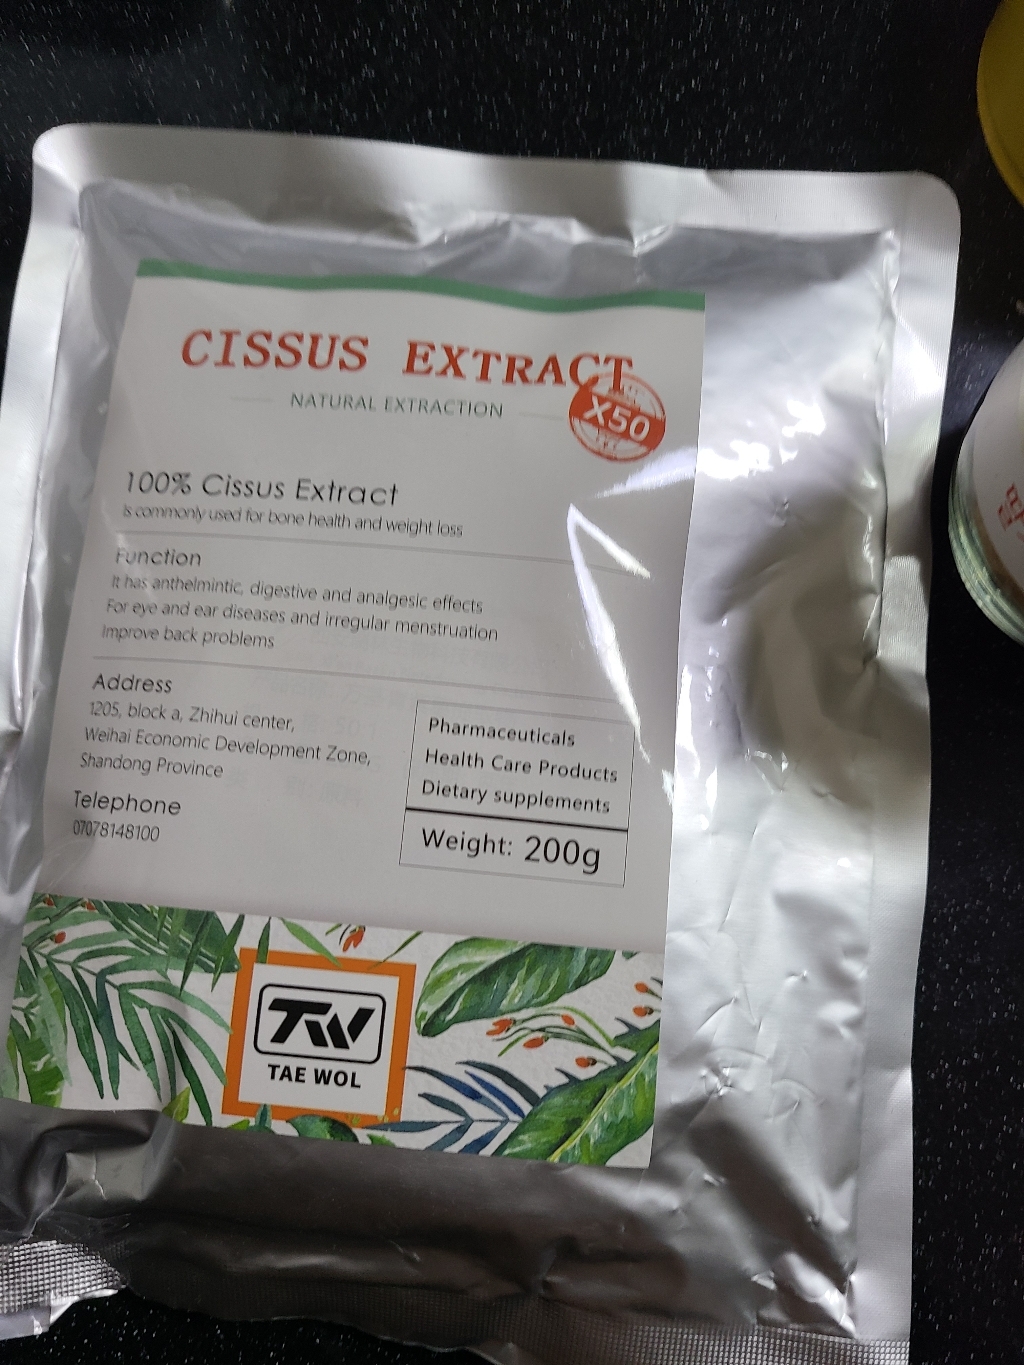 CISSUS EXTRACT
NATURAL EXTRACTION
X50
100% Cissus Extract
is commonly used for bone health and weight loss
Function
It has anthelmintic, digestive and analgesic effects
For eye and ear diseases and irregular menstruation
Improve back problems
Address
1205, block a, Zhihui center,
Weihai Economic Development Zone,
Shandong Province
Telephone
07078148100
Pharmaceuticals
Health Care Products
Dietary supplements
Weight: 200g
TW
TAE WOL